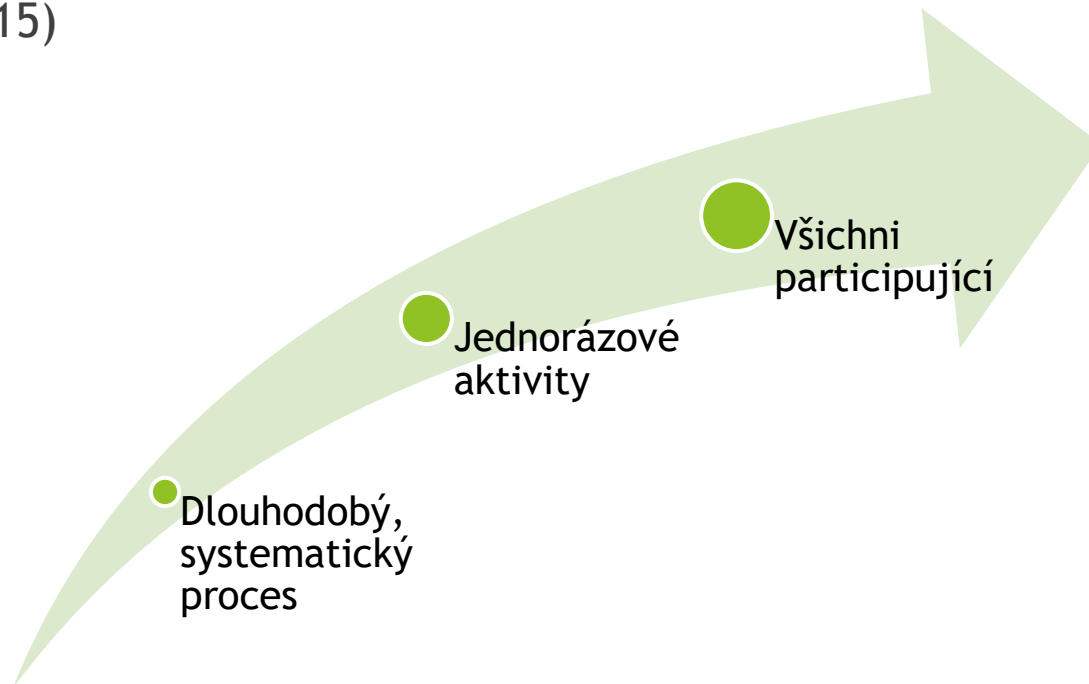 15)
Všichni
participující
Jednorázové
aktivity
Dlouhodobý,
systematický
proces